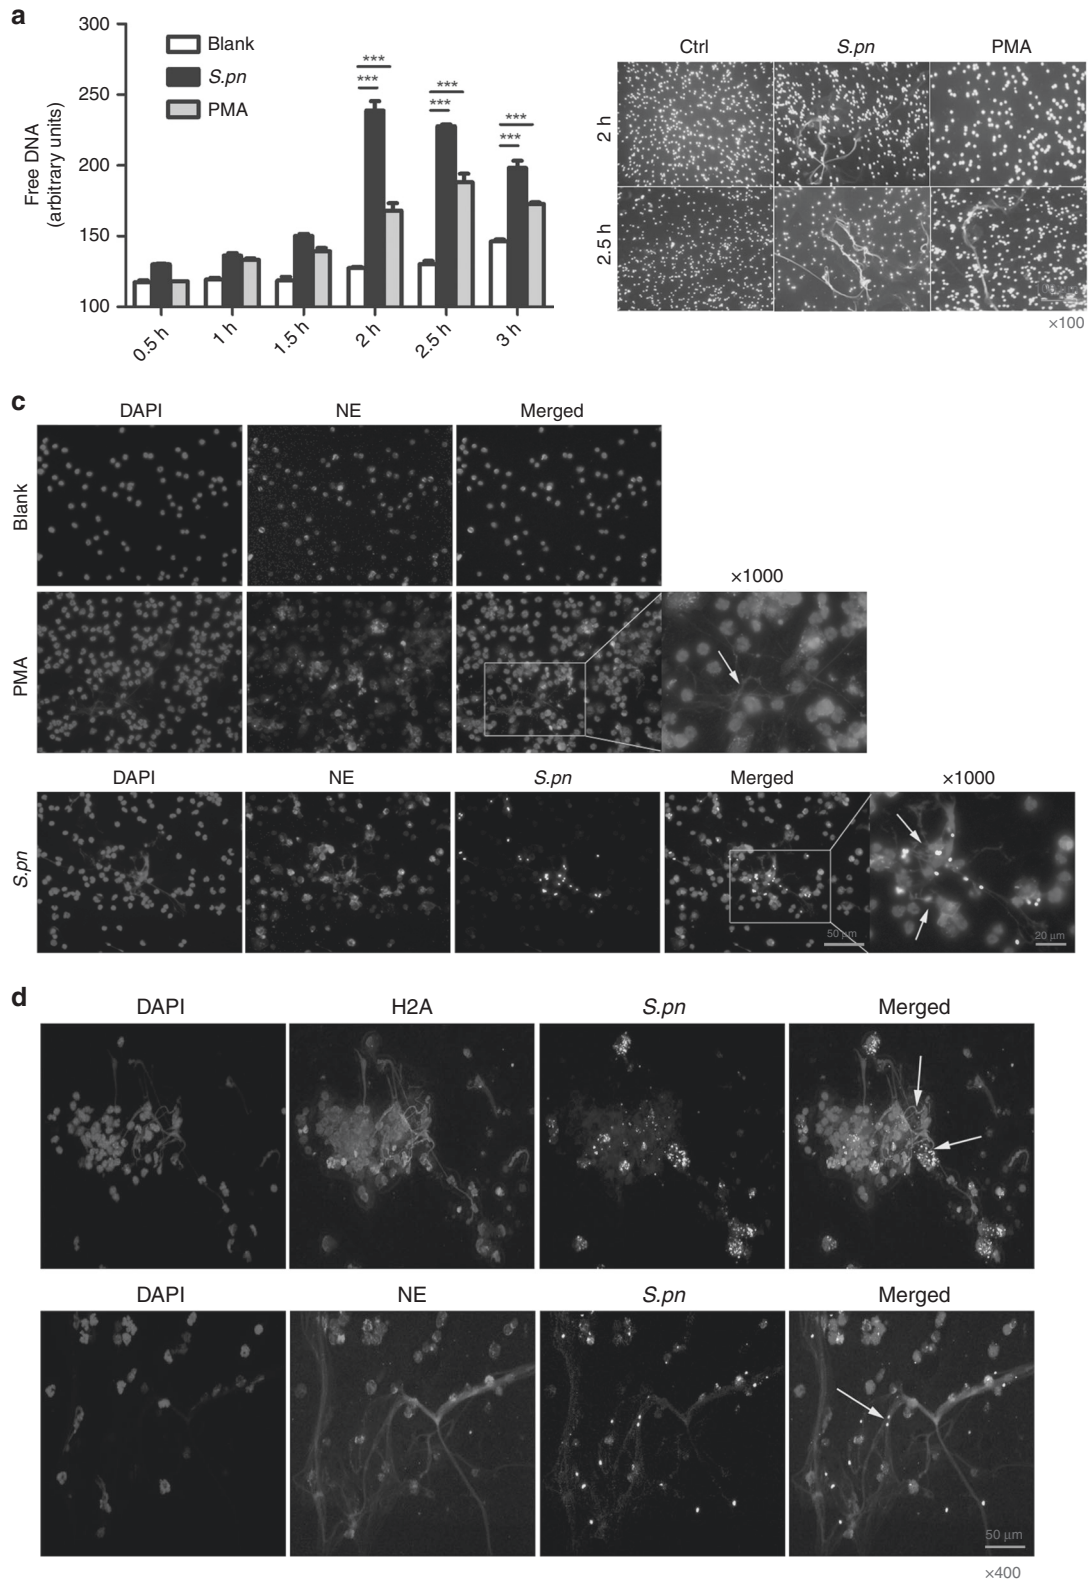 a
300
250
200
150
100
Free DNA
(arbitrary units)
Blank
S.pn
PMA
***
***
***
***
***
***
0.5 h
1 h
1.5 h
2 h
2.5 h
3 h
Ctrl S.pn PMA
2 h
2.5 h
×100
c
DAPI NE Merged
Blank
×1000
PMA
DAPI NE S.pn Merged ×1000
S.pn
50 µm
20 µm
d
DAPI H2A S.pn Merged
DAPI NE S.pn Merged
50 µm
×400